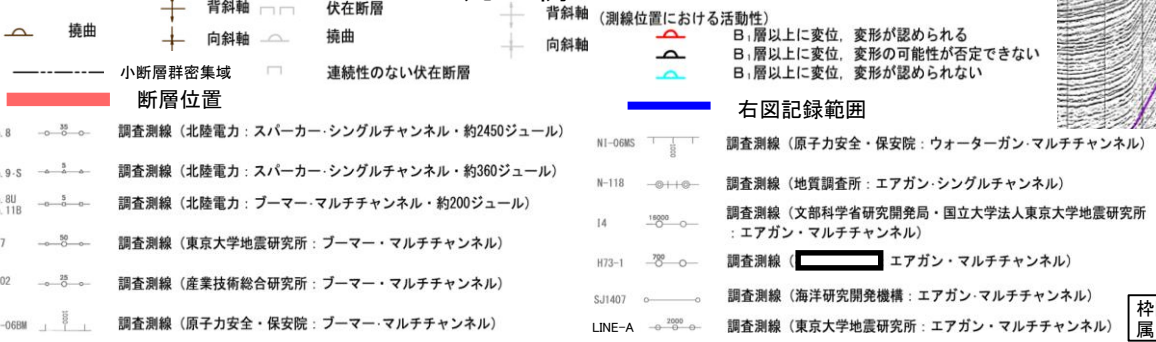 背斜軸
伏在断層
背斜軸
撓曲
向斜軸
撓曲
向斜軸
小断層群密集域
連続性のない伏在断層
断層位置
.8 35 調査測線（北陸電力：スパーカー・シングルチャンネル・約2450ジュール）
.9-S 5 調査測線（北陸電力：スパーカー・シングルチャンネル・約360ジュール）
.8U
.11B 5 調査測線（北陸電力：ブーマー・マルチチャンネル・約200ジュール）
7 50 調査測線（東京大学地震研究所：ブーマー・マルチチャンネル）
02 25 調査測線（産業技術総合研究所：ブーマー・マルチチャンネル）
-06BM 調査測線（原子力安全・保安院：ブーマー・マルチチャンネル）
（測線位置における活動性）
B₁層以上に変位，変形が認められる
B₁層以上に変位，変形の可能性が否定できない
B₁層以上に変位，変形が認められない
右図記録範囲
NI-06MS 調査測線（原子力安全・保安院：ウォーターガン・マルチチャンネル）
N-118 調査測線（地質調査所：エアガン・シングルチャンネル）
I4 16000 調査測線（文部科学省研究開発局・国立大学法人東京大学地震研究所
：エアガン・マルチチャンネル）
H73-1 700 調査測線（ エアガン・マルチチャンネル）
SJ1407 調査測線（海洋研究開発機構：エアガン・マルチチャンネル）
LINE-A 2000 調査測線（東京大学地震研究所：エアガン・マルチチャンネル）
枠
属